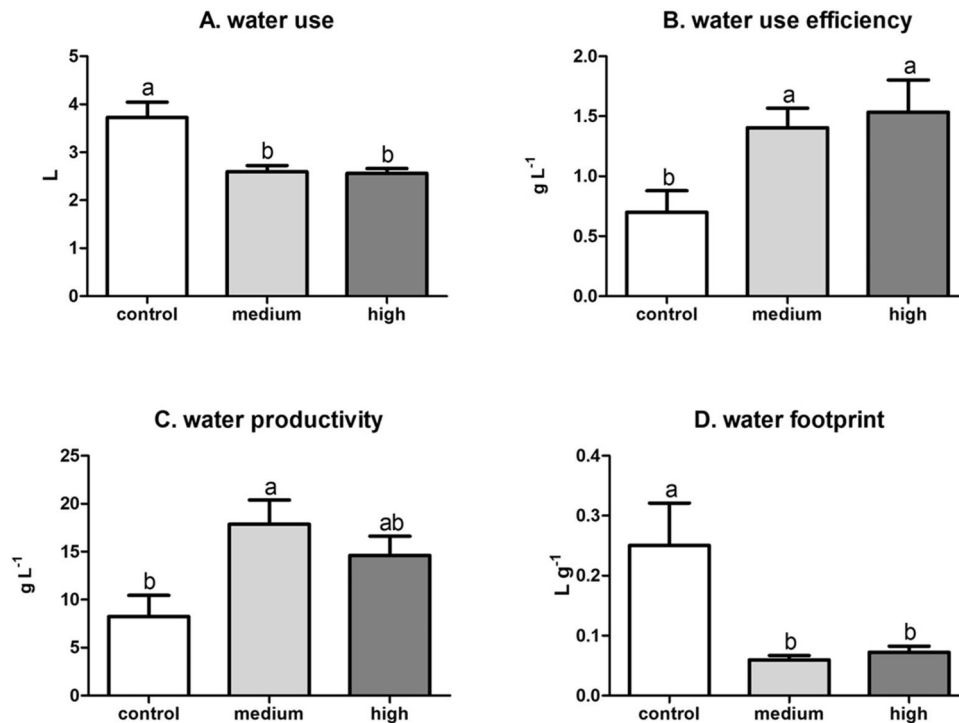 A. water use
5
4
3
2
1
0
L
a
b
b
control medium high
B. water use efficiency
2.0
1.5
1.0
0.5
0.0
g L⁻¹
b
a
a
control medium high
C. water productivity
25
20
15
10
5
0
g L⁻¹
b
a
ab
control medium high
D. water footprint
0.4
0.3
0.2
0.1
0.0
L g⁻¹
a
b
b
control medium high